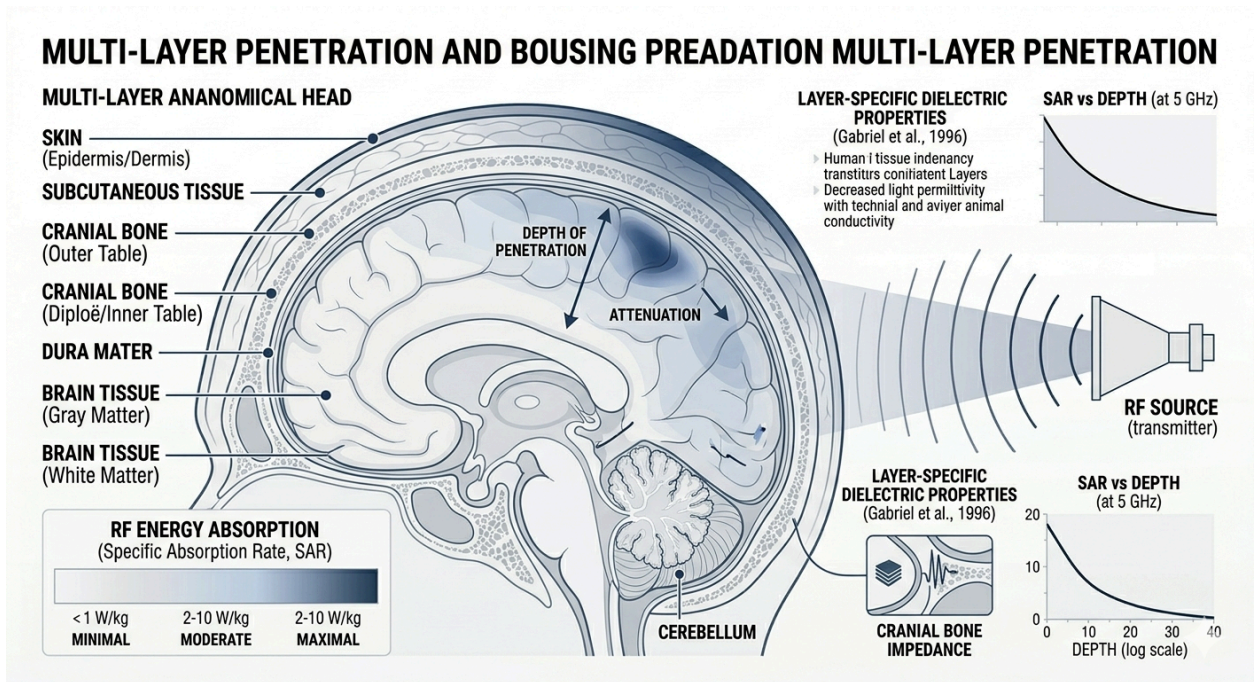 MULTI-LAYER PENETRATION AND BOUSING PREADATION MULTI-LAYER PENETRATION
MULTI-LAYER ANANOMIICAL HEAD
SKIN
(Epidermis/Dermis)
SUBCUTANEOUS TISSUE
CRANIAL BONE
(Outer Table)
CRANIAL BONE
(Diploë/Inner Table)
DURA MATER
BRAIN TISSUE
(Gray Matter)
BRAIN TISSUE
(White Matter)
DEPTH OF
PENETRATION
ATTENUATION
LAYER-SPECIFIC DIELECTRIC
PROPERTIES
(Gabriel et al., 1996)
Human i tissue indenancy
transtitrs coniiatent Layers
Decreased light permilttivity
with technial and aviyer animal
conductivity
SAR vs DEPTH (at 5 GHz)
RF SOURCE
(transmitter)
RF ENERGY ABSORPTION
(Specific Absorption Rate, SAR)
< 1 W/kg 2-10 W/kg 2-10 W/kg
MINIMAL MODERATE MAXIMAL
CEREBELLUM
LAYER-SPECIFIC
DIELECTRIC PROPERTIES
(Gabriel et al., 1996)
CRANIAL BONE
IMPEDANCE
SAR vs DEPTH
(at 5 GHz)
20
10
0
0 10 20 30 40
DEPTH (log scale)